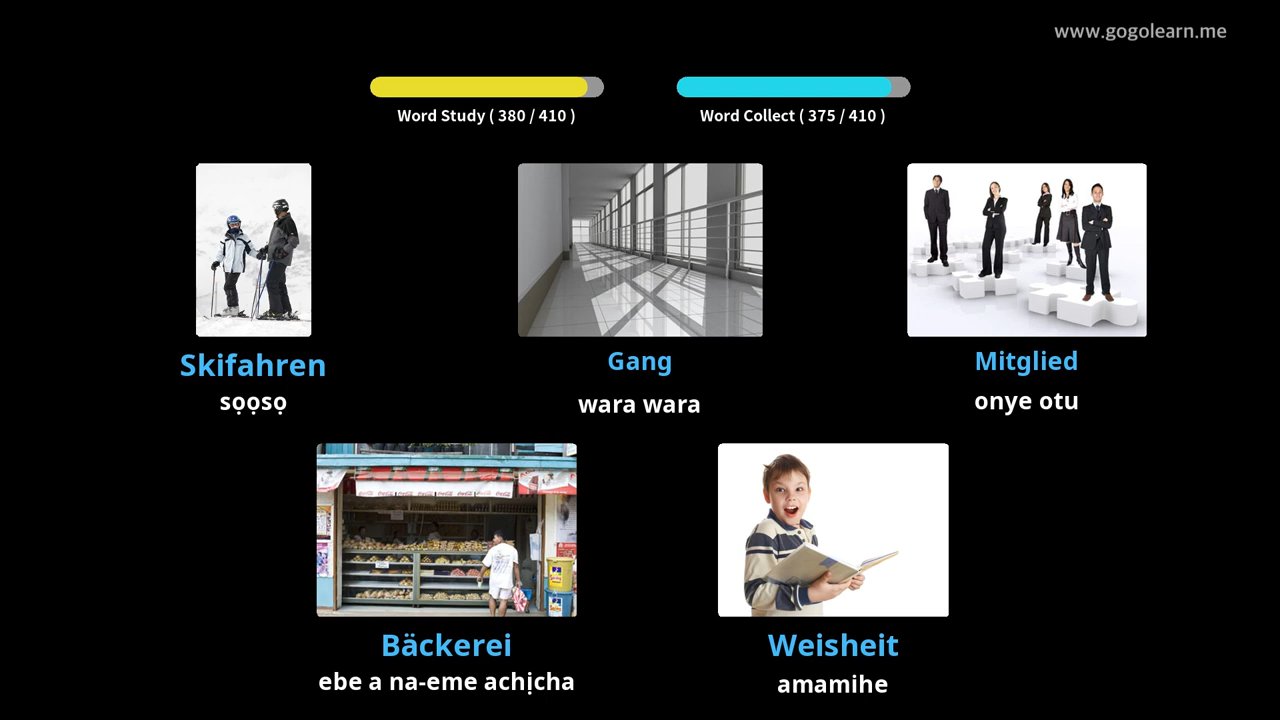 www.gogolearn.me
Word Study ( 380 / 410 )
Word Collect ( 375 / 410 )
Skifahren
sọọsọ
Gang
wara wara
Mitglied
onye otu
Bäckerei
ebe a na-eme achịcha
Weisheit
amamihe